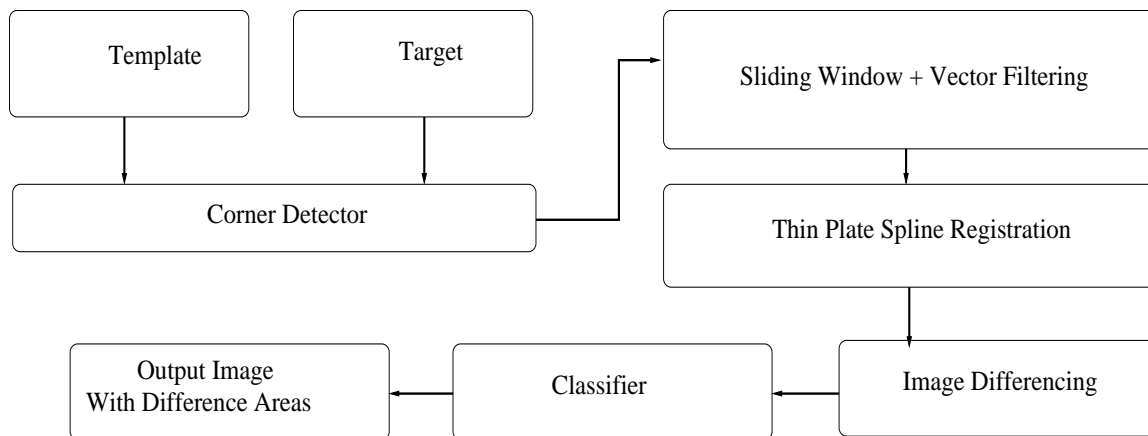 Template
Target
Sliding Window + Vector Filtering
Corner Detector
Thin Plate Spline Registration
Image Differencing
Classifier
Output Image
With Difference Areas